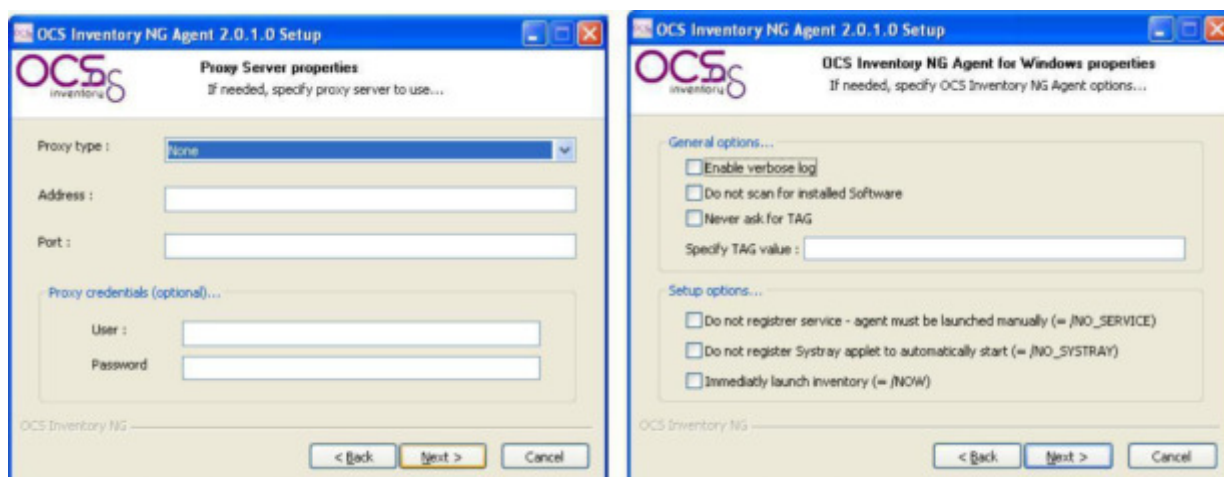 OCS Inventory NG Agent 2.0.1.0 Setup
OCS inventory
Proxy Server properties
If needed, specify proxy server to use...
Proxy type :
None
Address :
Port :
Proxy credentials (optional)...
User :
Password
OCS Inventory NG
< Back
Next >
Cancel
OCS Inventory NG Agent 2.0.1.0 Setup
OCS inventory
OCS Inventory NG Agent for Windows properties
If needed, specify OCS Inventory NG Agent options...
General options...
Enable verbose log
Do not scan for installed Software
Never ask for TAG
Specify TAG value :
Setup options...
Do not registrer service - agent must be launched manually (= /NO_SERVICE)
Do not register Systray applet to automatically start (= /NO_SYSTRAY)
Immediatly launch inventory (= /NOW)
OCS Inventory NG
< Back
Next >
Cancel